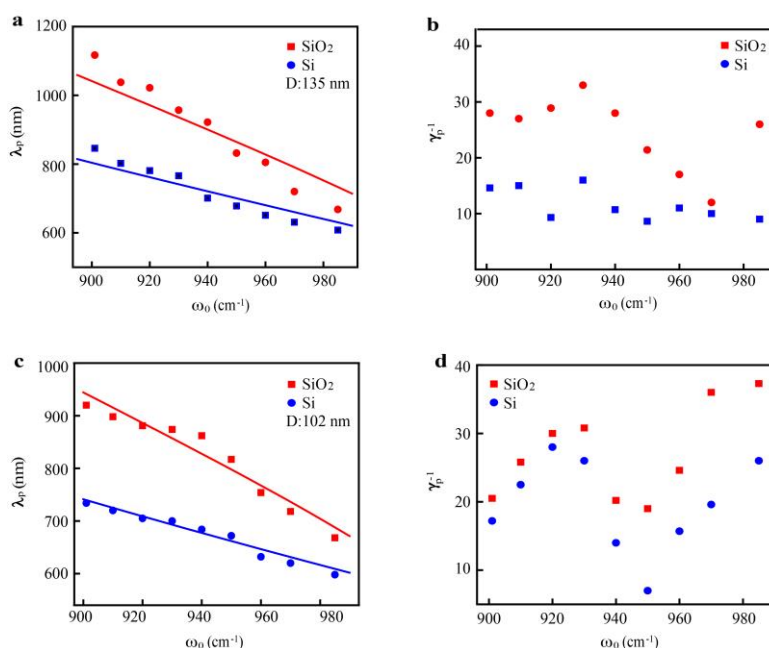 a
1200
1000
800
600
λp (nm)
SiO2
Si
D:135 nm
900 920 940 960 980
ω0 (cm-1)
b
40
30
20
10
γp-1
SiO2
Si
900 920 940 960 980
ω0 (cm-1)
c
1000
900
800
700
600
λp (nm)
SiO2
Si
D:102 nm
900 920 940 960 980
ω0 (cm-1)
d
40
30
20
10
γp-1
SiO2
Si
900 920 940 960 980
ω0 (cm-1)